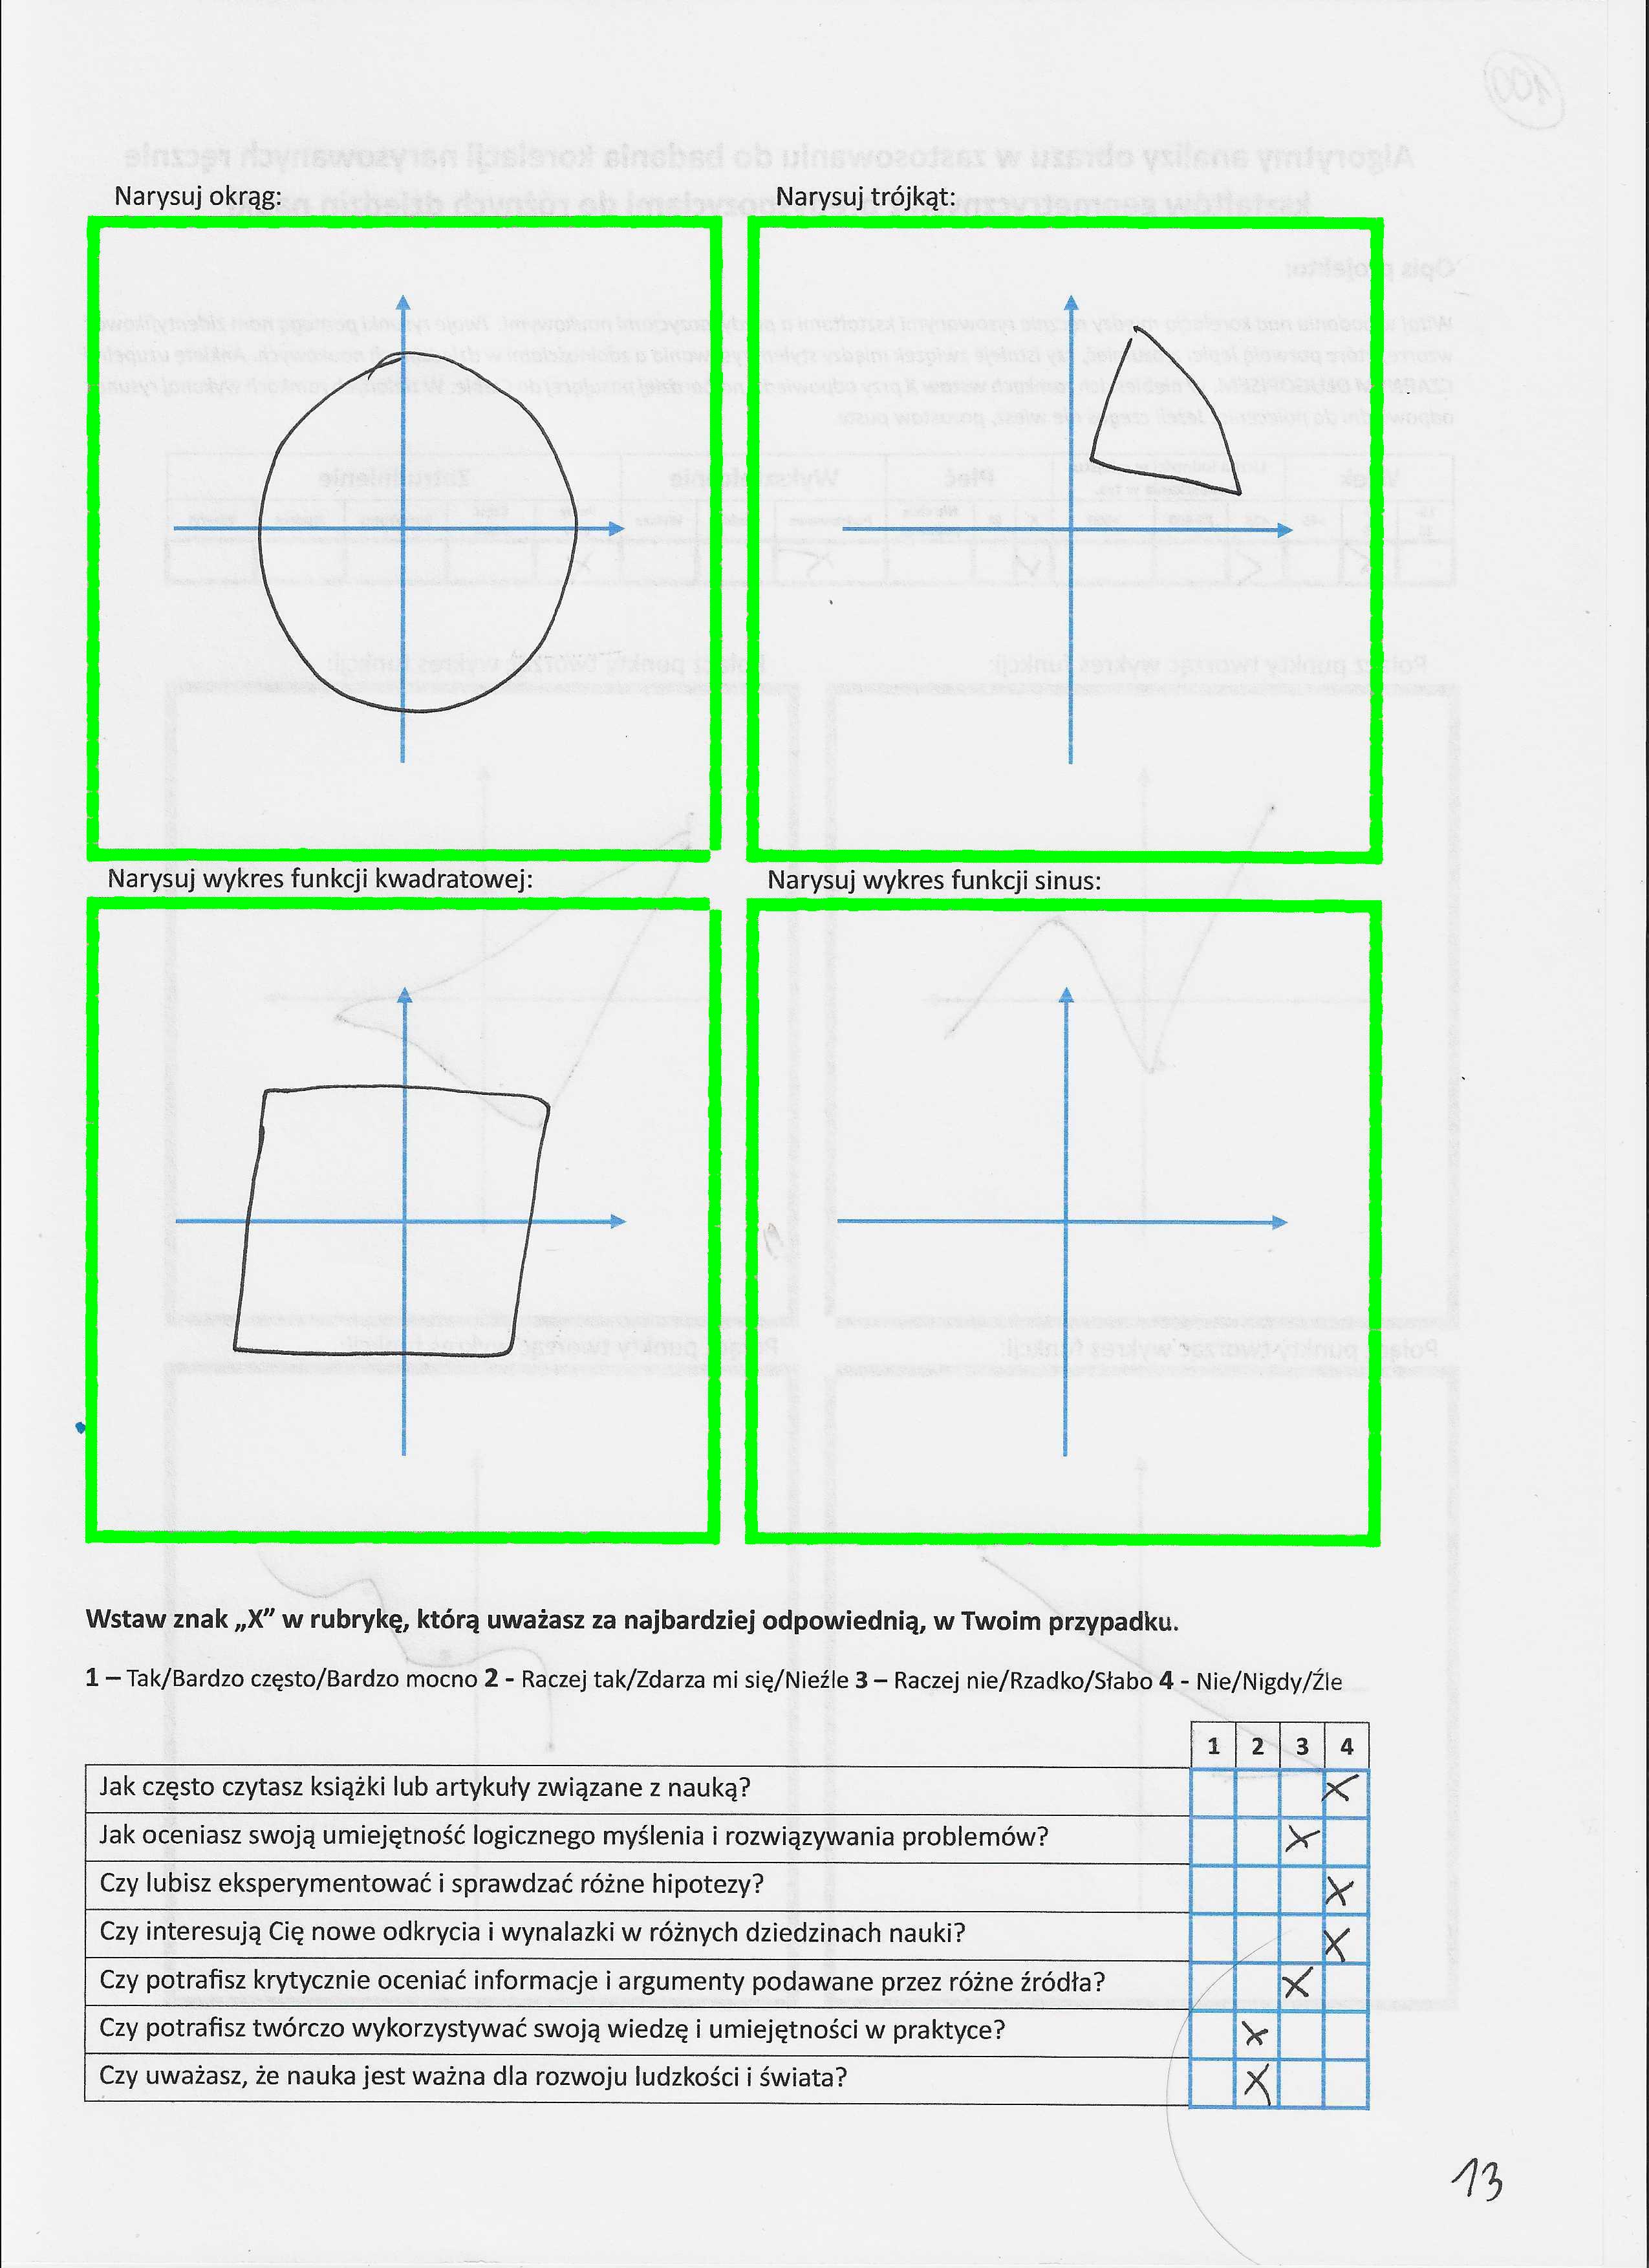 Narysuj okrąg:
Narysuj trójkąt:
Narysuj wykres funkcji kwadratowej:
Narysuj wykres funkcji sinus:
Wstaw znak „X” w rubrykę, którą uważasz za najbardziej odpowiednią, w Twoim przypadku.
1 – Tak/Bardzo często/Bardzo mocno 2 - Raczej tak/Zdarza mi się/Nieźle 3 – Raczej nie/Rzadko/Słabo 4 - Nie/Nigdy/Źle
1 2 3 4
Jak często czytasz książki lub artykuły związane z nauką? X
Jak oceniasz swoją umiejętność logicznego myślenia i rozwiązywania problemów? X
Czy lubisz eksperymentować i sprawdzać różne hipotezy? X
Czy interesują Cię nowe odkrycia i wynalazki w różnych dziedzinach nauki? X
Czy potrafisz krytycznie oceniać informacje i argumenty podawane przez różne źródła? X
Czy potrafisz twórczo wykorzystywać swoją wiedzę i umiejętności w praktyce? X
Czy uważasz, że nauka jest ważna dla rozwoju ludzkości i świata? X
13